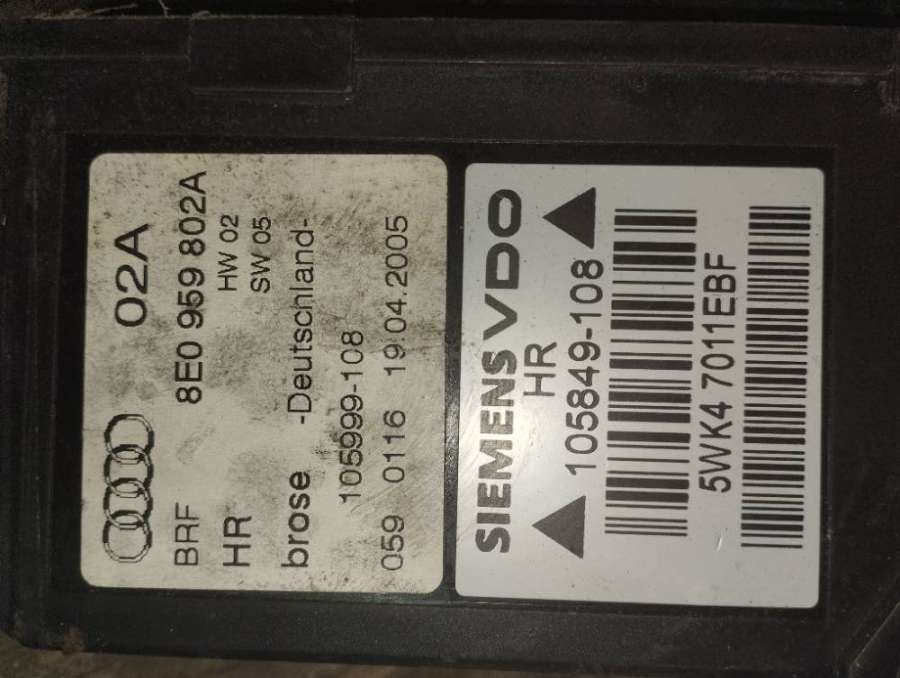 02A
BRF 8E0 959 802A
HR HW 02
SW 05
brose -Deutschland-
105999-108
059 0116 19.04.2005
SIEMENS VDO
HR
105849-108
5WK4 7011EBF